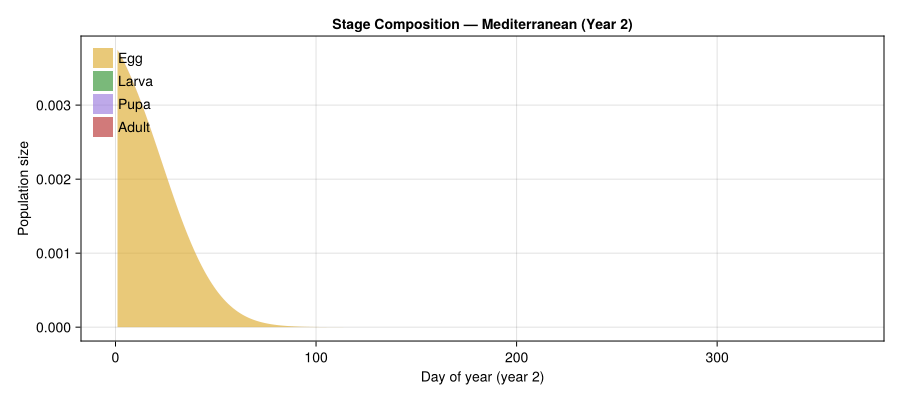 Stage Composition — Mediterranean (Year 2)
Egg
Larva
Pupa
Adult
Population size
0.003
0.002
0.001
0.000
0
100
200
300
Day of year (year 2)